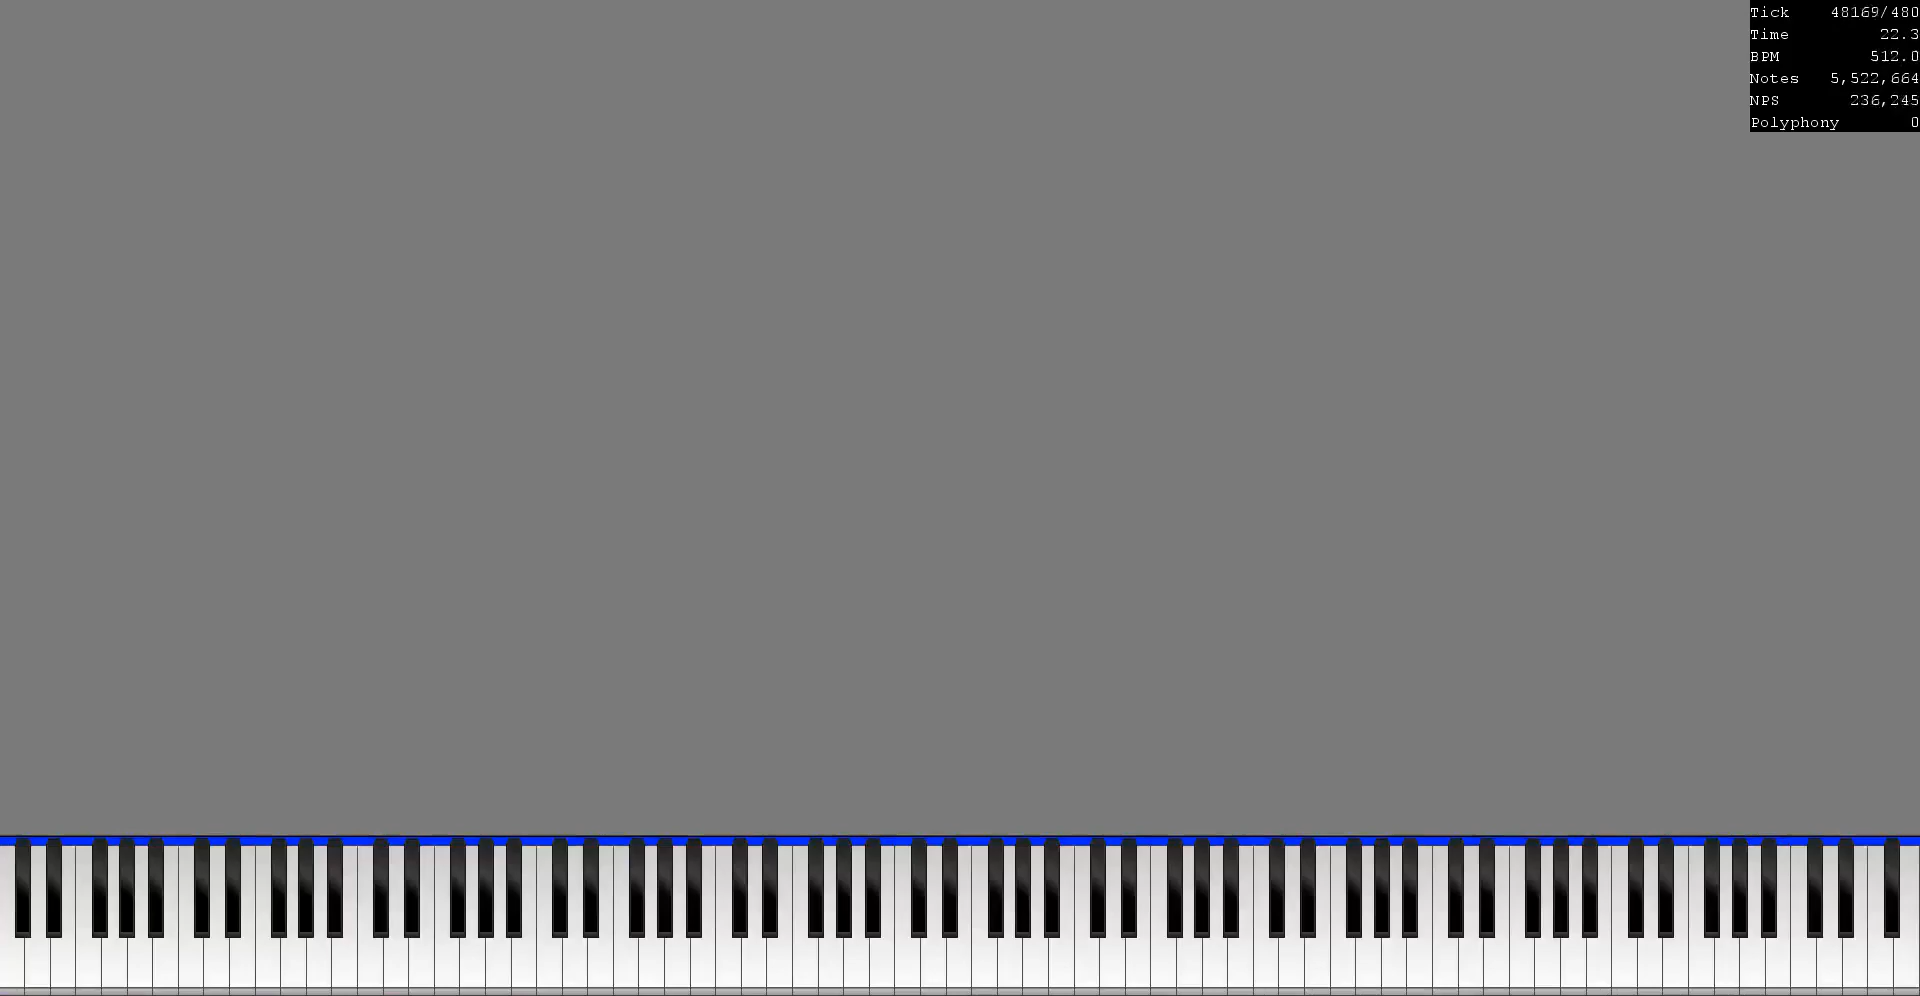 Tick 48169/480
Time 22.3
BPM 512.0
Notes 5,522,664
NPS 236,245
Polyphony 0